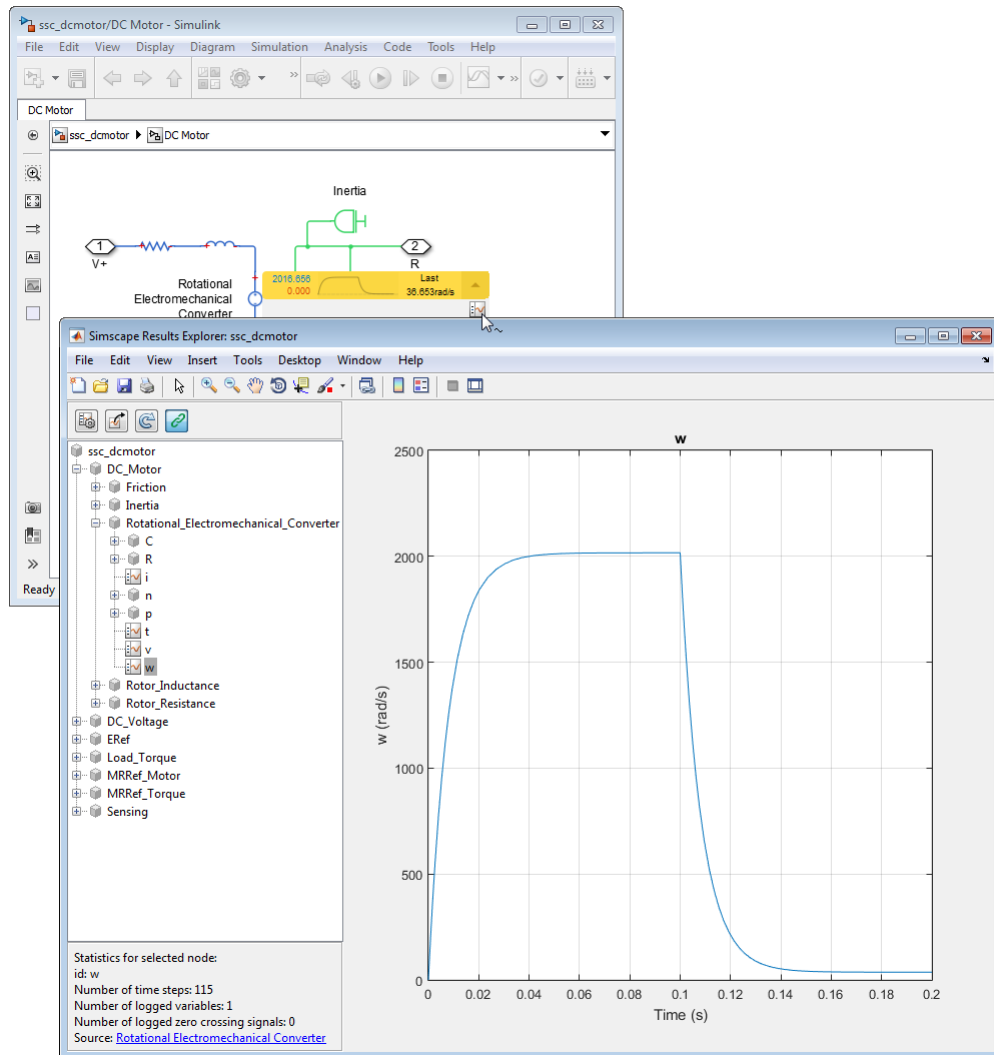 ssc_dcmotor/DC Motor - Simulink
File Edit View Display Diagram Simulation Analysis Code Tools Help
DC Motor
ssc_dcmotor DC Motor
Inertia
1
V+
2
R
Rotational
Electromechanical
Converter
2016.656
0.000
Last
36.653rad/s
Ready
Simscape Results Explorer: ssc_dcmotor
File Edit View Insert Tools Desktop Window Help
ssc_dcmotor
DC_Motor
Friction
Inertia
Rotational_Electromechanical_Converter
C
R
i
n
p
t
v
w
Rotor_Inductance
Rotor_Resistance
DC_Voltage
ERef
Load_Torque
MRRef_Motor
MRRef_Torque
Sensing
Statistics for selected node:
id: w
Number of time steps: 115
Number of logged variables: 1
Number of logged zero crossing signals: 0
Source: Rotational Electromechanical Converter
w
2500
2000
1500
1000
500
0
w (rad/s)
0 0.02 0.04 0.06 0.08 0.1 0.12 0.14 0.16 0.18 0.2
Time (s)